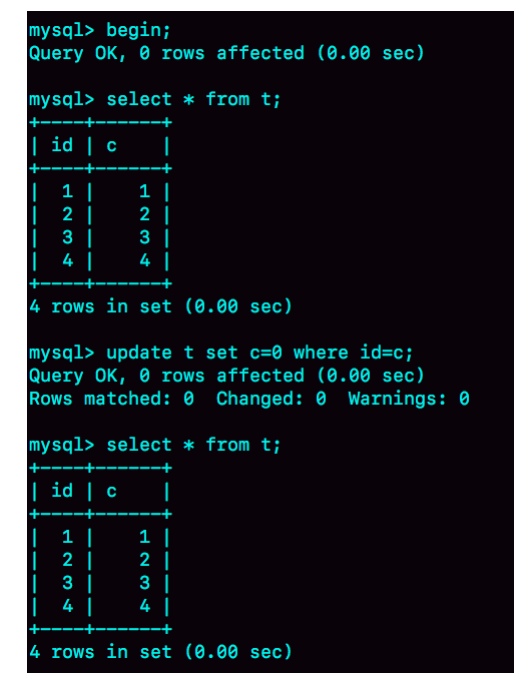 mysql> begin;
Query OK, 0 rows affected (0.00 sec)
mysql> select * from t;
+----+------+
| id | c    |
+----+------+
|  1 |    1 |
|  2 |    2 |
|  3 |    3 |
|  4 |    4 |
+----+------+
4 rows in set (0.00 sec)
mysql> update t set c=0 where id=c;
Query OK, 0 rows affected (0.00 sec)
Rows matched: 0  Changed: 0  Warnings: 0
mysql> select * from t;
+----+------+
| id | c    |
+----+------+
|  1 |    1 |
|  2 |    2 |
|  3 |    3 |
|  4 |    4 |
+----+------+
4 rows in set (0.00 sec)